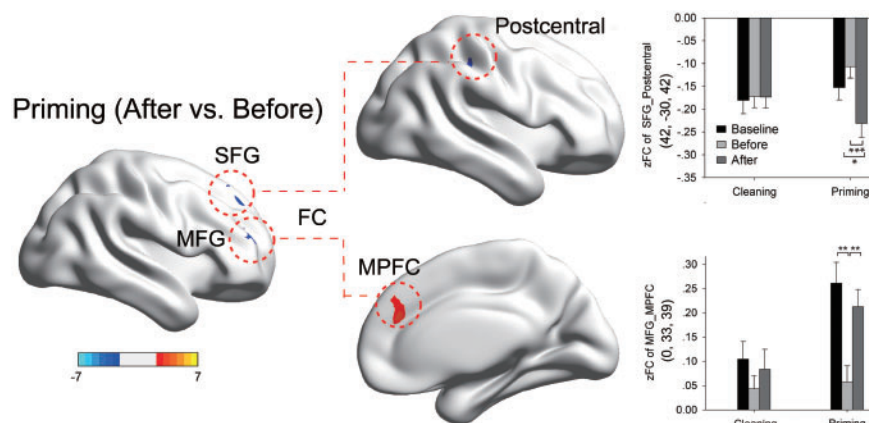 Priming (After vs. Before)
SFG
MFG
FC
-7
7
Postcentral
MPFC
zFC of SFG_Postcentral
(42, -30, 42)
.00
-.05
-.10
-.15
-.20
-.25
-.30
-.35
Baseline
Before
After
***
*
Cleaning
Priming
zFC of MFG_MPFC
(0, 33, 39)
.30
.25
.20
.15
.10
.05
0.00
** **
Cleaning
Priming